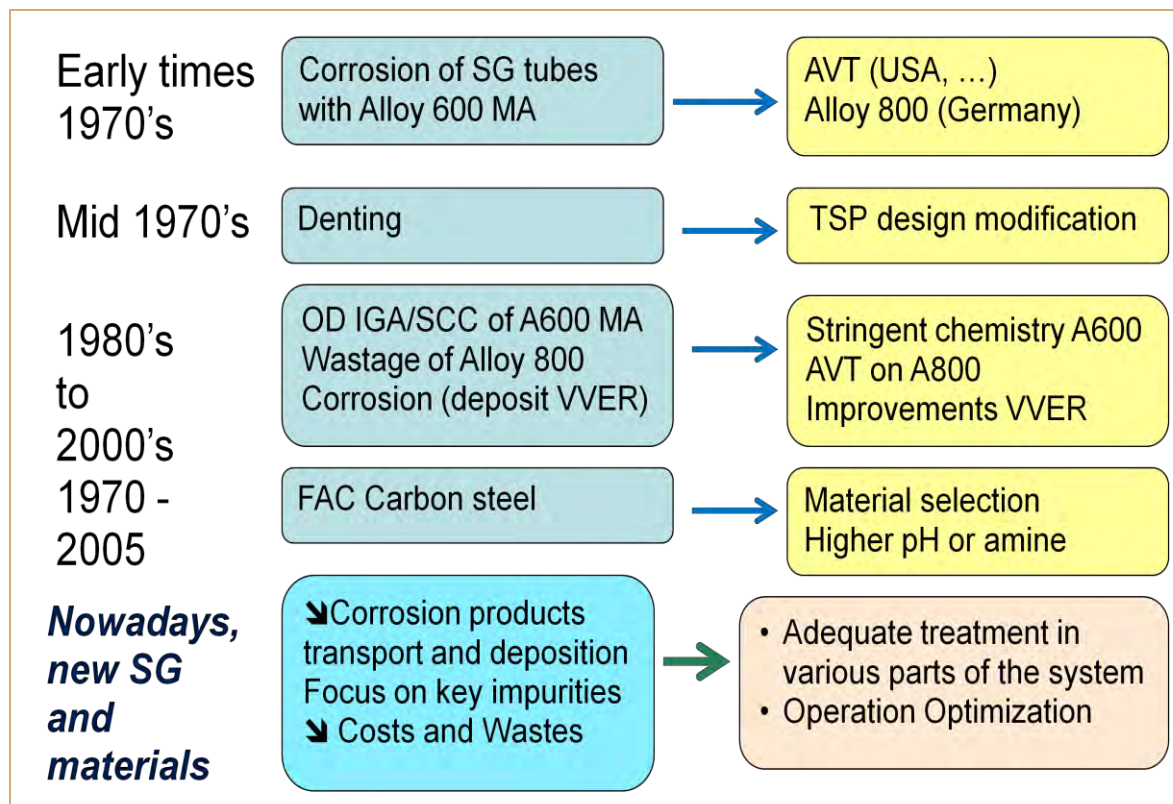 Early times
1970's
Corrosion of SG tubes
with Alloy 600 MA
AVT (USA, ...)
Alloy 800 (Germany)
Mid 1970's
Denting
TSP design modification
1980's
to
2000's
OD IGA/SCC of A600 MA
Wastage of Alloy 800
Corrosion (deposit VVER)
Stringent chemistry A600
AVT on A800
Improvements VVER
1970 -
2005
FAC Carbon steel
Material selection
Higher pH or amine
Nowadays,
new SG
and
materials
➘Corrosion products
transport and deposition
Focus on key impurities
➘ Costs and Wastes
• Adequate treatment in
various parts of the system
• Operation Optimization